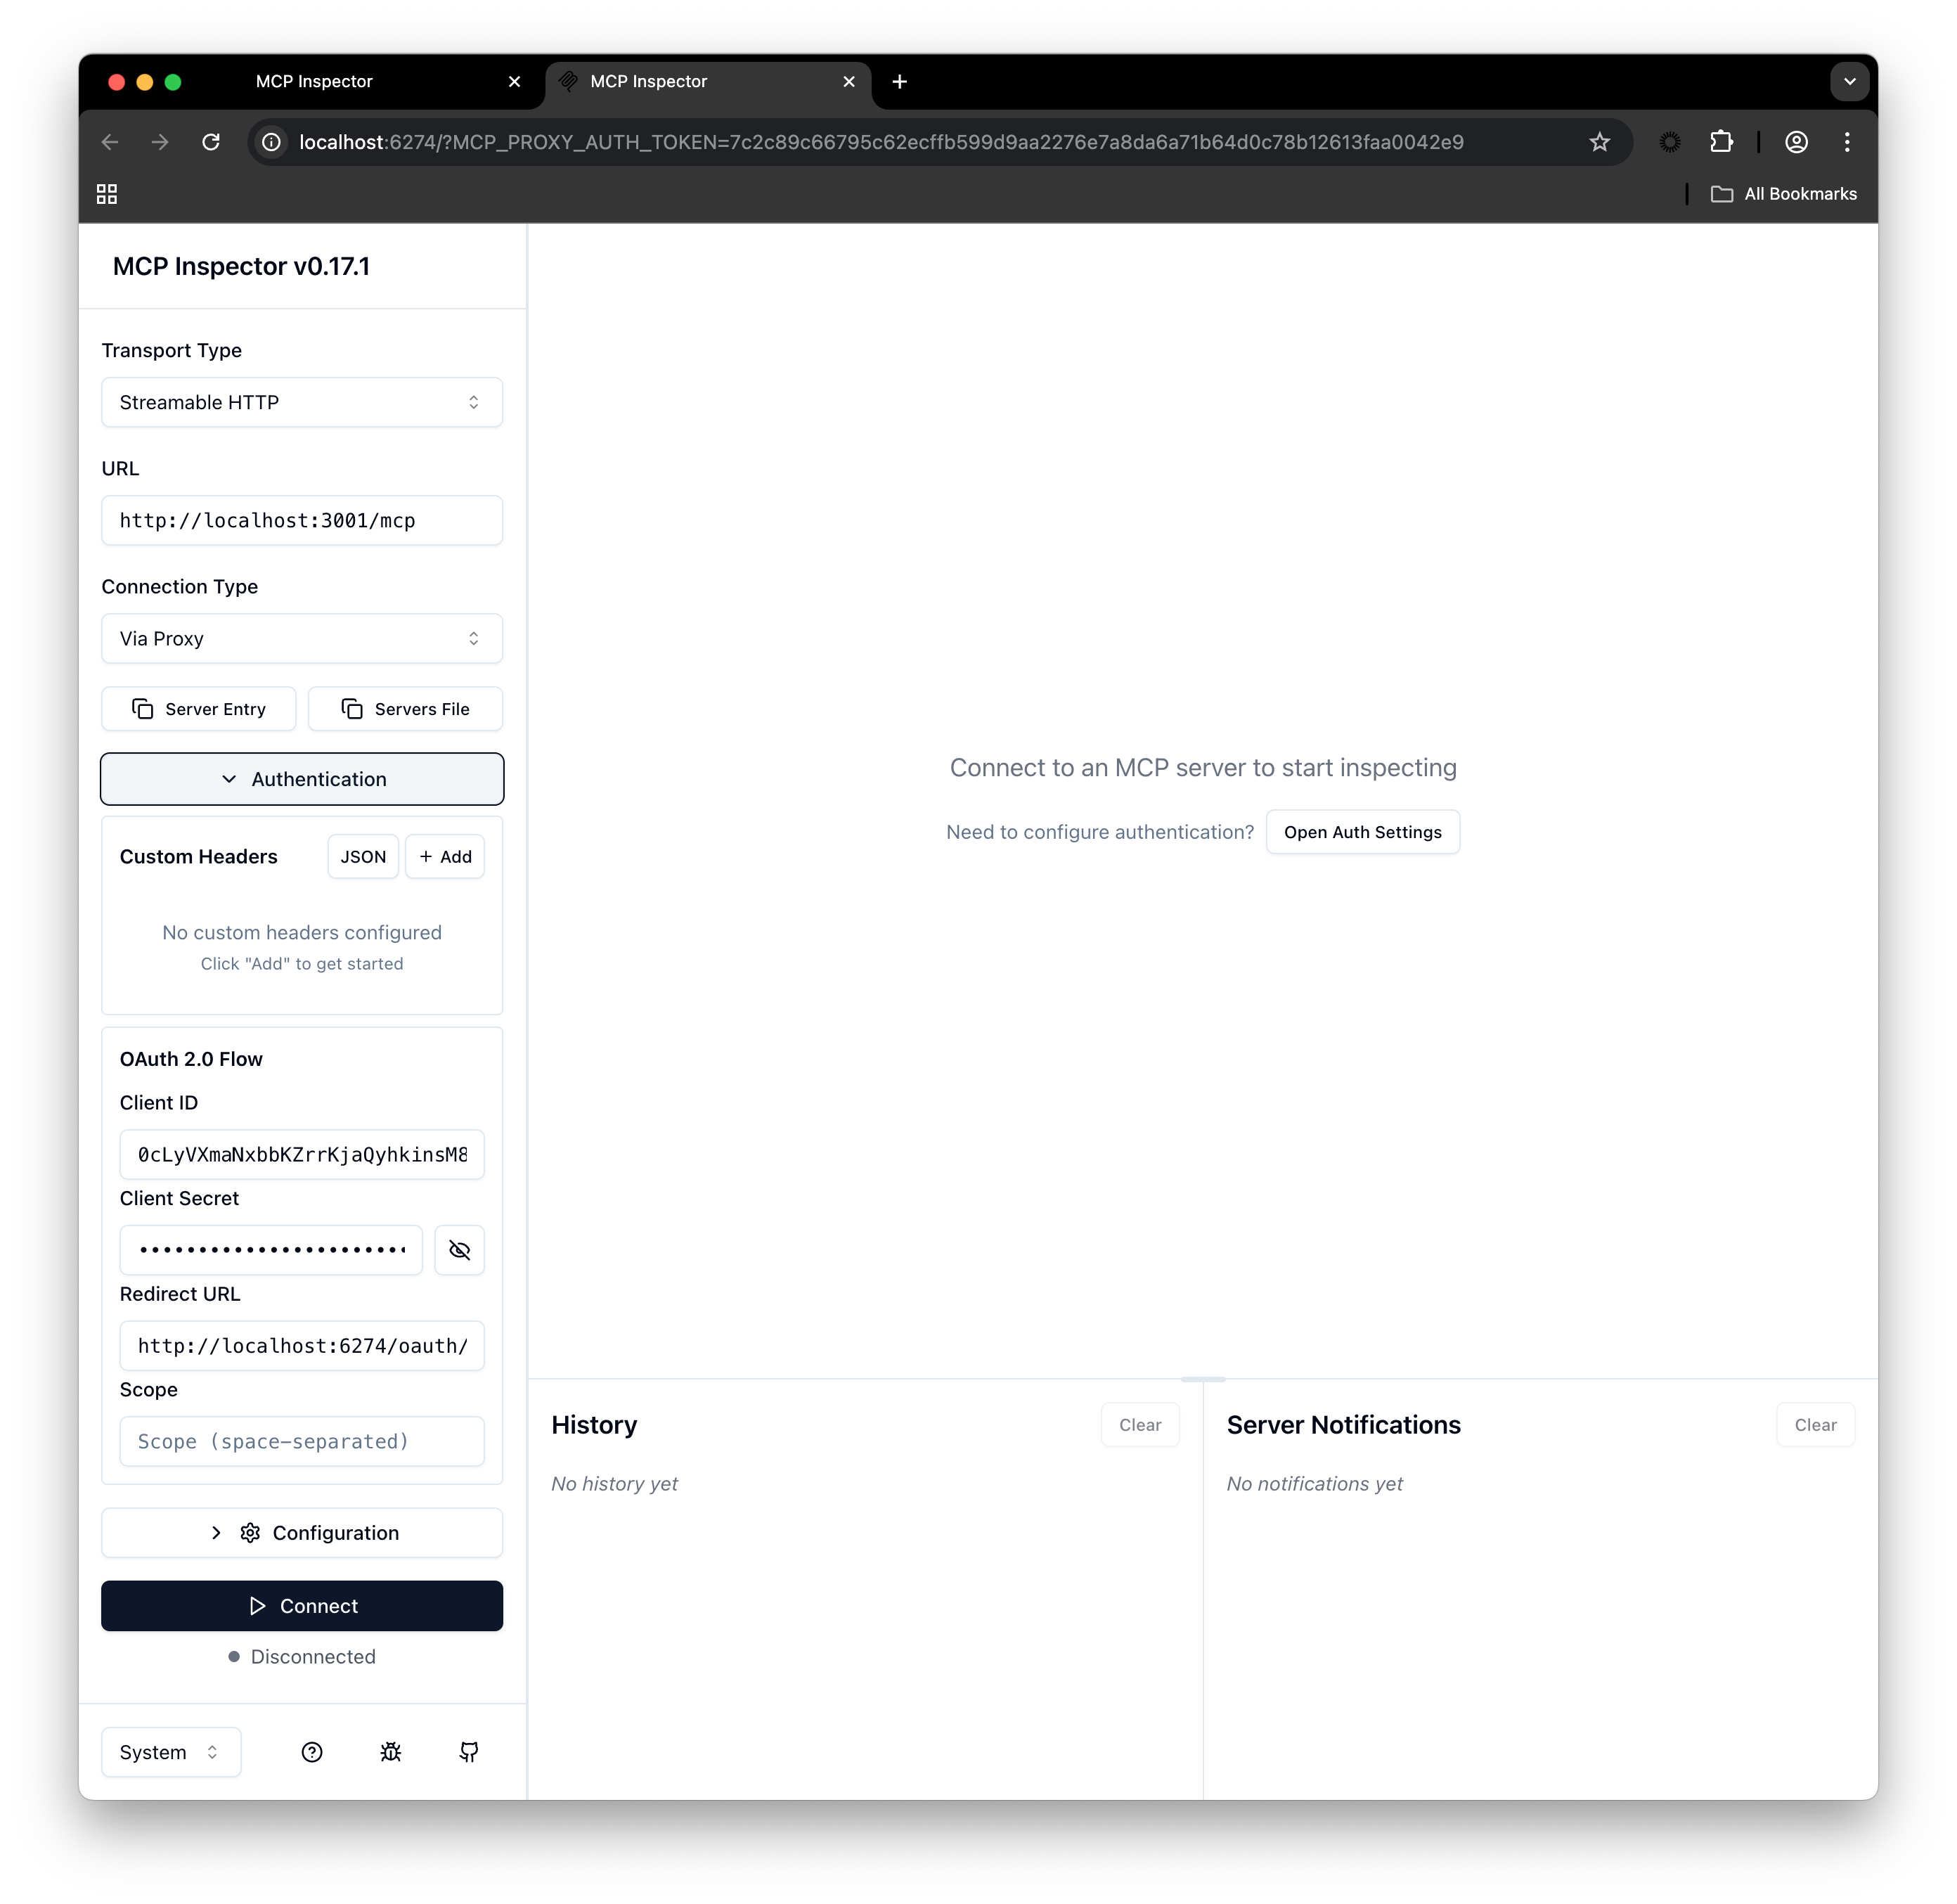 MCP Inspector
MCP Inspector
localhost:6274/?MCP_PROXY_AUTH_TOKEN=7c2c89c66795c62ecffb599d9aa2276e7a8da6a71b64d0c78b12613faa0042e9
All Bookmarks
MCP Inspector v0.17.1
Transport Type
Streamable HTTP
URL
http://localhost:3001/mcp
Connection Type
Via Proxy
Server Entry
Servers File
Authentication
Custom Headers
JSON
+ Add
No custom headers configured
Click "Add" to get started
OAuth 2.0 Flow
Client ID
0cLyVXmaNxbbKZrrKjaQyhkinsM8
Client Secret
Redirect URL
http://localhost:6274/oauth/
Scope
Scope (space-separated)
Configuration
Connect
Disconnected
System
Connect to an MCP server to start inspecting
Need to configure authentication?
Open Auth Settings
History
Clear
No history yet
Server Notifications
Clear
No notifications yet